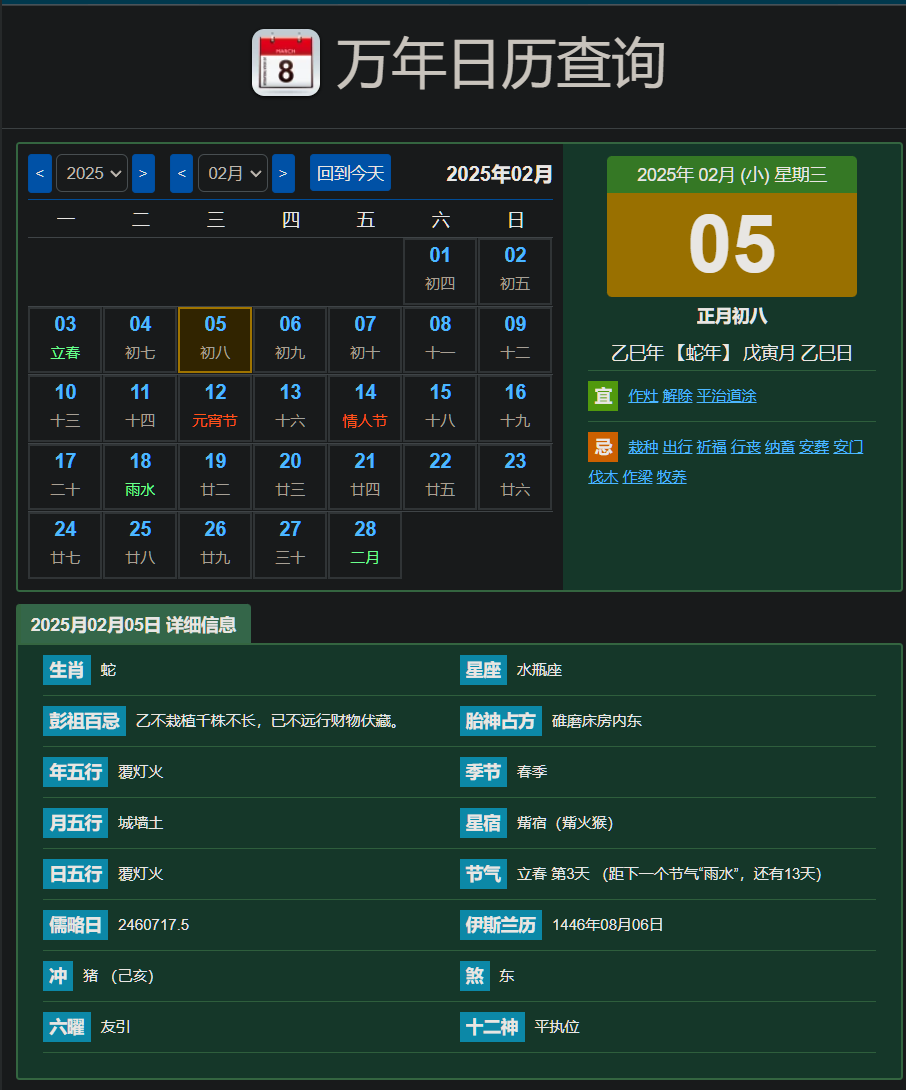 MARCH
8
万年日历查询
< 2025 > < 02月 > 回到今天 2025年02月
一 二 三 四 五 六 日
01 02
初四 初五
03 04 05 06 07 08 09
立春 初七 初八 初九 初十 十一 十二
10 11 12 13 14 15 16
十三 十四 元宵节 十六 情人节 十八 十九
17 18 19 20 21 22 23
二十 雨水 廿二 廿三 廿四 廿五 廿六
24 25 26 27 28
廿七 廿八 廿九 三十 二月
2025年 02月 (小) 星期三
05
正月初八
乙巳年 【蛇年】 戊寅月 乙巳日
宜 作灶 解除 平治道涂
忌 栽种 出行 祈福 行丧 纳畜 安葬 安门
伐木 作梁 牧养
2025月02月05日 详细信息
生肖 蛇
星座 水瓶座
彭祖百忌 乙不栽植千株不长，已不远行财物伏藏。
胎神占方 碓磨床房内东
年五行 覆灯火
季节 春季
月五行 城墙土
星宿 觜宿（觜火猴）
日五行 覆灯火
节气 立春 第3天 （距下一个节气“雨水”，还有13天）
儒略日 2460717.5
伊斯兰历 1446年08月06日
冲 猪 （己亥）
煞 东
六曜 友引
十二神 平执位